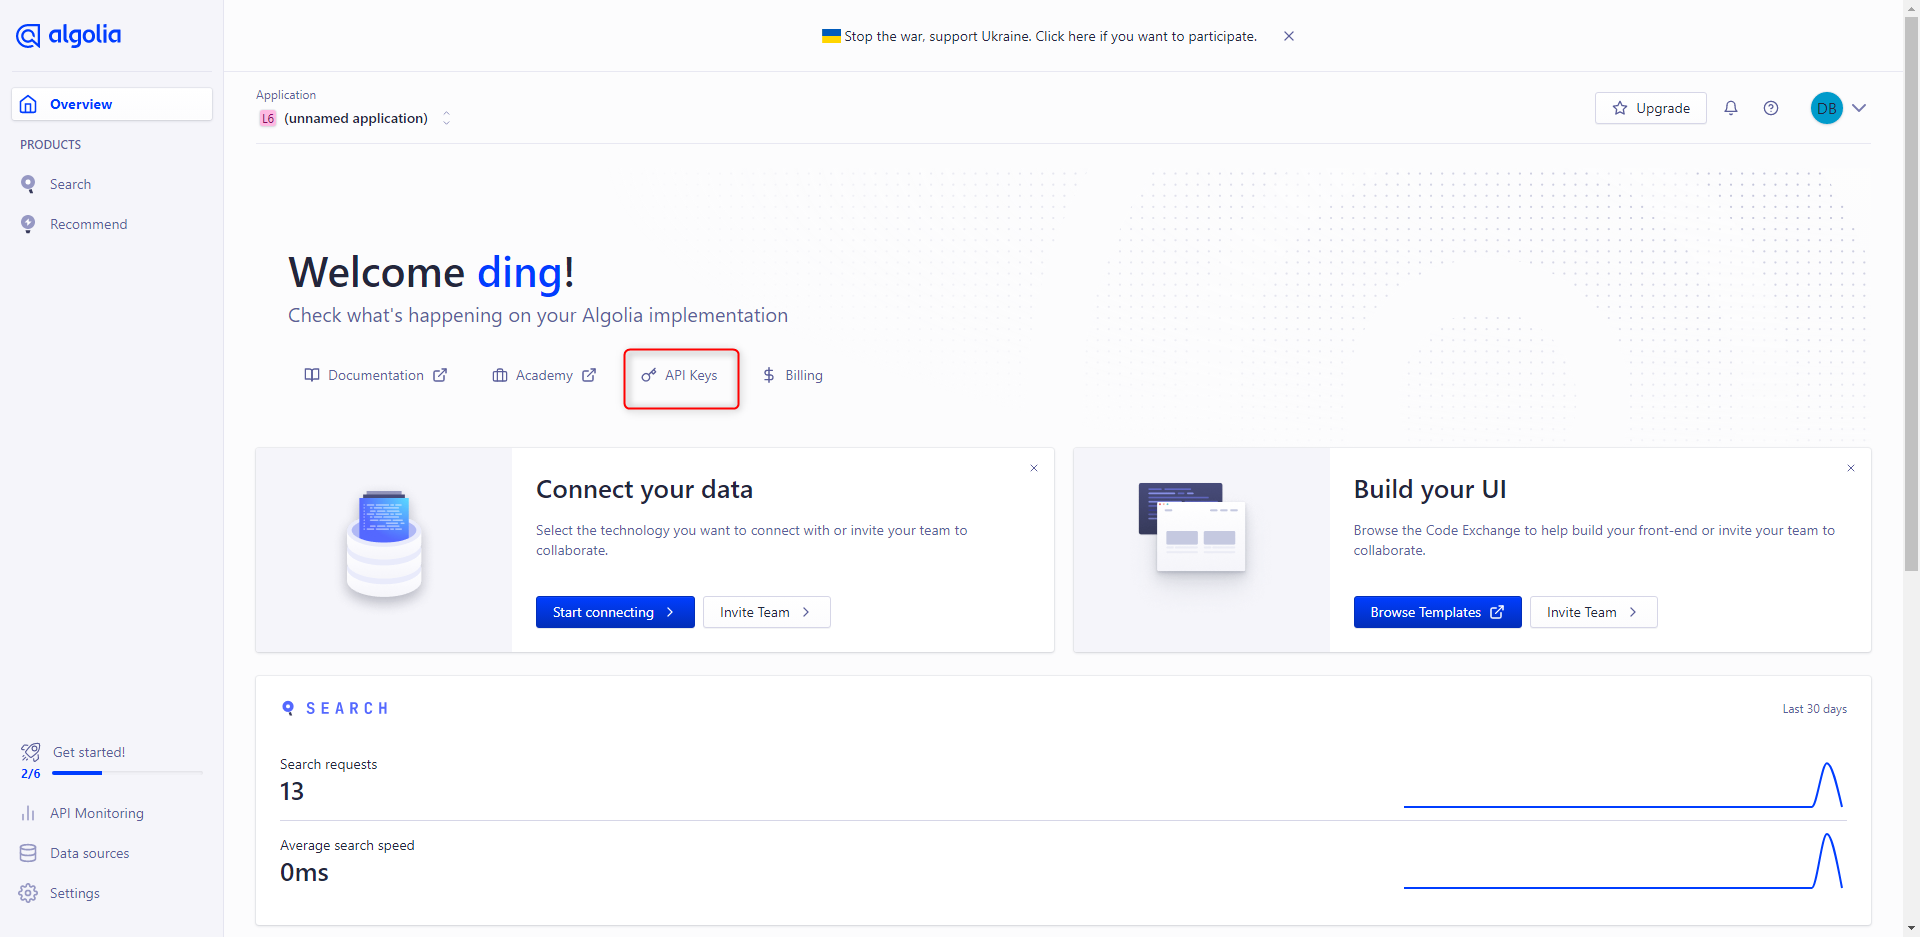 algolia
Stop the war, support Ukraine. Click here if you want to participate.
Overview
PRODUCTS
Search
Recommend
Application
L6 (unnamed application)
Upgrade
DB
Welcome ding!
Check what's happening on your Algolia implementation
Documentation
Academy
API Keys
Billing
Connect your data
Select the technology you want to connect with or invite your team to
collaborate.
Start connecting
Invite Team
Build your UI
Browse the Code Exchange to help build your front-end or invite your team to
collaborate.
Browse Templates
Invite Team
SEARCH
Last 30 days
Search requests
13
Average search speed
0ms
Get started!
2/6
API Monitoring
Data sources
Settings